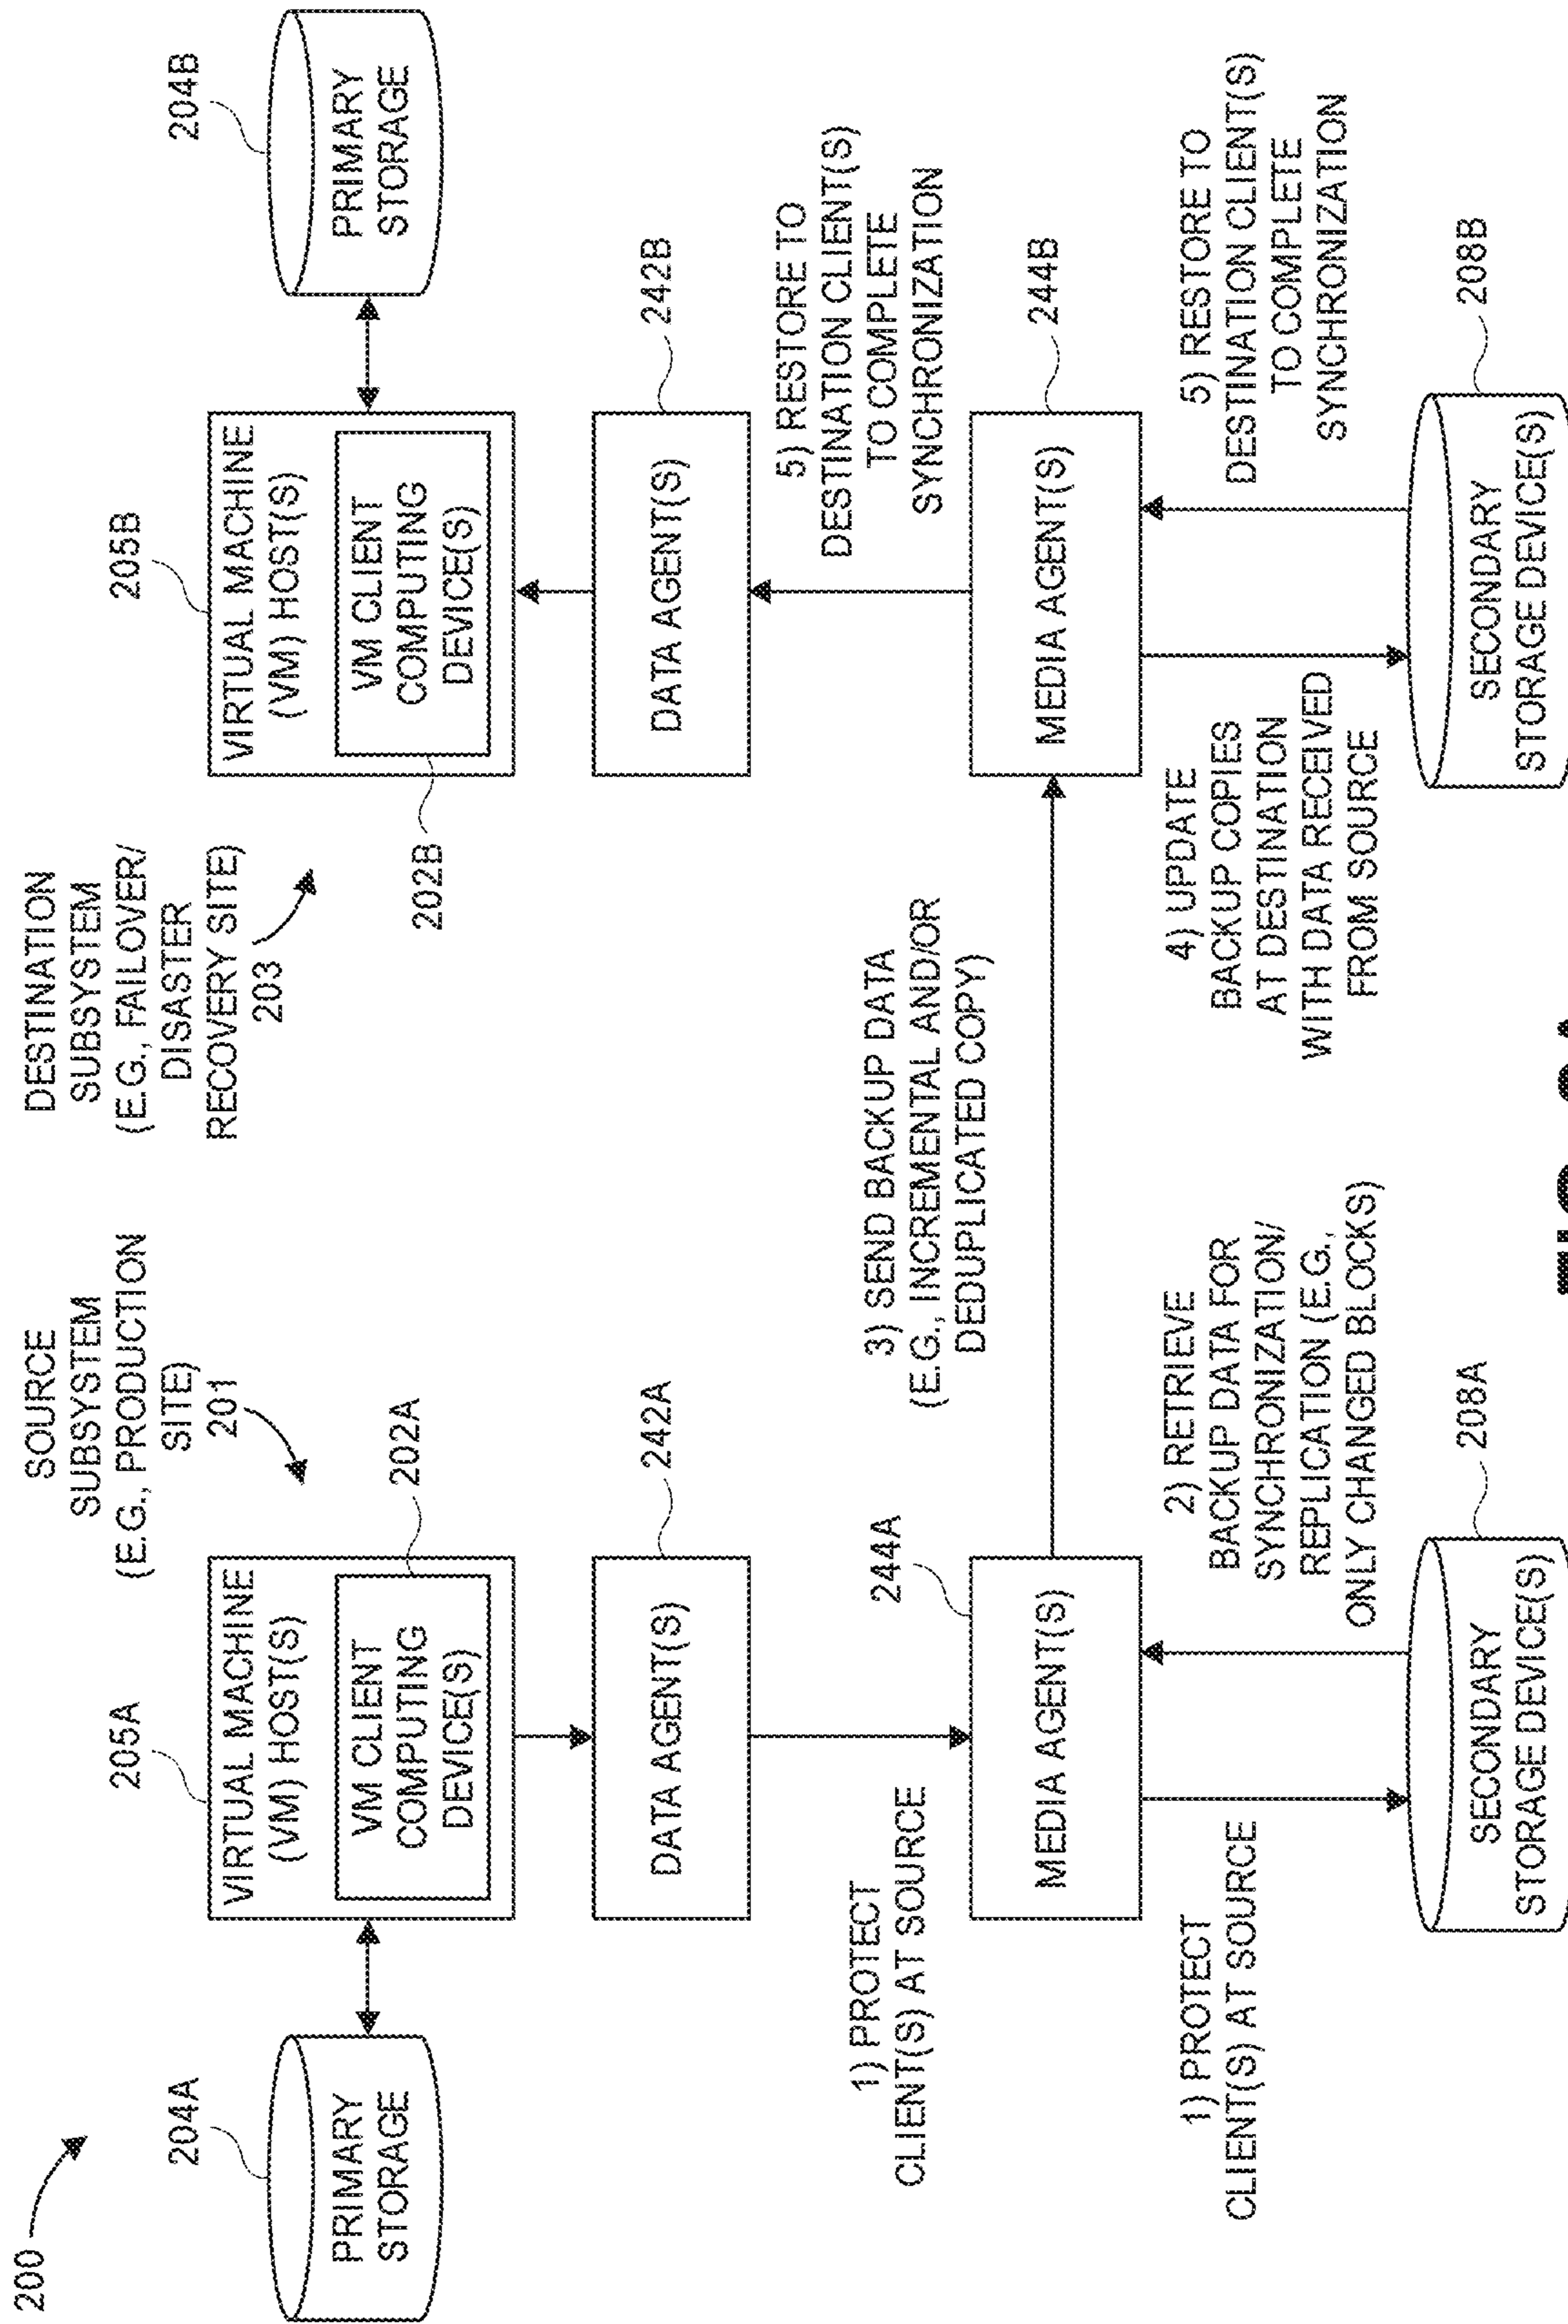 200
SOURCE
SUBSYSTEM
(E.G., PRODUCTION
SITE)
201
DESTINATION
SUBSYSTEM
(E.G., FAILOVER/
DISASTER
RECOVERY SITE)
203
204A
PRIMARY
STORAGE
205A
VIRTUAL MACHINE
(VM) HOST(S)
VM CLIENT
COMPUTING
DEVICE(S)
202A
202B
205B
VIRTUAL MACHINE
(VM) HOST(S)
VM CLIENT
COMPUTING
DEVICE(S)
204B
PRIMARY
STORAGE
DATA AGENT(S)
242A
DATA AGENT(S)
242B
1) PROTECT
CLIENT(S) AT SOURCE
3) SEND BACKUP DATA
(E.G., INCREMENTAL AND/OR
DEDUPLICATED COPY)
5) RESTORE TO
DESTINATION CLIENT(S)
TO COMPLETE
SYNCHRONIZATION
244A
MEDIA AGENT(S)
MEDIA AGENT(S)
244B
1) PROTECT
CLIENT(S) AT SOURCE
2) RETRIEVE
BACKUP DATA FOR
SYNCHRONIZATION/
REPLICATION (E.G.,
ONLY CHANGED BLOCKS)
4) UPDATE
BACKUP COPIES
AT DESTINATION
WITH DATA RECEIVED
FROM SOURCE
5) RESTORE TO
DESTINATION CLIENT(S)
TO COMPLETE
SYNCHRONIZATION
SECONDARY
STORAGE DEVICE(S)
208A
SECONDARY
STORAGE DEVICE(S)
208B